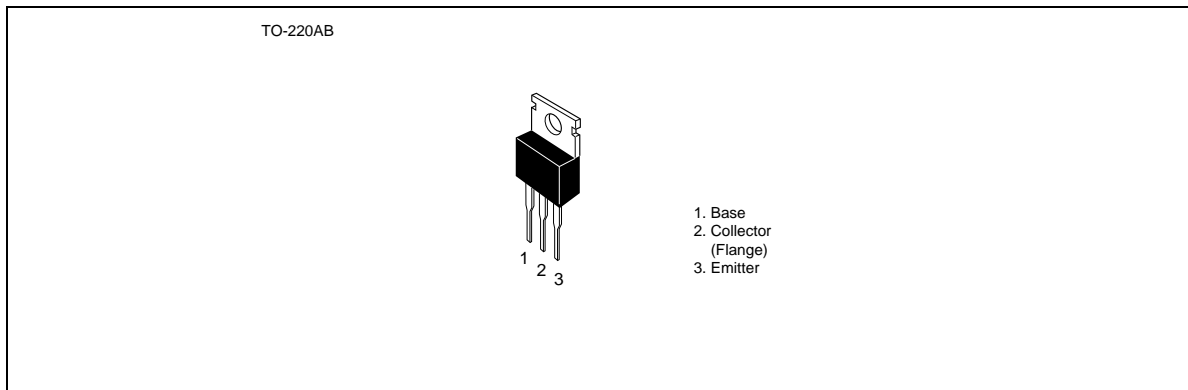 TO-220AB
1
2
3
1. Base
2. Collector
(Flange)
3. Emitter